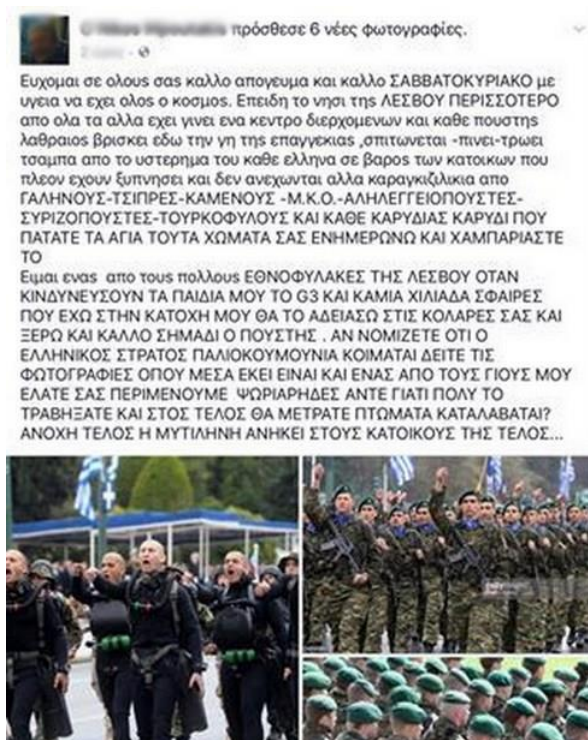 πρόσθεσε 6 νέες φωτογραφίες.
Ευχομαι σε ολους σας καλλο απογευμα και καλλο ΣΑΒΒΑΤΟΚΥΡΙΑΚΟ με
υγεια να εχει ολος ο κοσμος. Επειδη το νησι της ΛΕΣΒΟΥ ΠΕΡΙΣΣΟΤΕΡΟ
απο ολα τα αλλα εχει γινει ενα κεντρο διερχομενων και καθε πουστης
λαθραιος βρισκει εδω την γη της επαγγεκιας ,σπιτωνεται -πινει-τρωει
τσαμπα απο το υστερημα του καθε ελληνα σε βαρος των κατοικων που
πλεον εχουν ξυπνησει και δεν ανεχωνται αλλα καραγκιζιλικια απο
ΓΑΛΗΝΟΥΣ-ΤΣΙΠΡΕΣ-ΚΑΜΕΝΟΥΣ -Μ.Κ.Ο.-ΑΛΗΛΕΓΓΕΙΟΠΟΥΣΤΕΣ-
ΣΥΡΙΖΟΠΟΥΣΤΕΣ-ΤΟΥΡΚΟΦΥΛΟΥΣ ΚΑΙ ΚΑΘΕ ΚΑΡΥΔΙΑΣ ΚΑΡΥΔΙ ΠΟΥ
ΠΑΤΑΤΕ ΤΑ ΑΓΙΑ ΤΟΥΤΑ ΧΩΜΑΤΑ ΣΑΣ ΕΝΗΜΕΡΩΝΩ ΚΑΙ ΧΑΜΠΑΡΙΑΣΤΕ
ΤΟ
Ειμαι ενας απο τους πολλους ΕΘΝΟΦΥΛΑΚΕΣ ΤΗΣ ΛΕΣΒΟΥ ΟΤΑΝ
ΚΙΝΔΥΝΕΥΣΟΥΝ ΤΑ ΠΑΙΔΙΑ ΜΟΥ ΤΟ G3 ΚΑΙ ΚΑΜΙΑ ΧΙΛΙΑΔΑ ΣΦΑΙΡΕΣ
ΠΟΥ ΕΧΩ ΣΤΗΝ ΚΑΤΟΧΗ ΜΟΥ ΘΑ ΤΟ ΑΔΕΙΑΣΩ ΣΤΙΣ ΚΟΛΑΡΕΣ ΣΑΣ ΚΑΙ
ΞΕΡΩ ΚΑΙ ΚΑΛΛΟ ΣΗΜΑΔΙ Ο ΠΟΥΣΤΗΣ . ΑΝ ΝΟΜΙΖΕΤΕ ΟΤΙ Ο
ΕΛΛΗΝΙΚΟΣ ΣΤΡΑΤΟΣ ΠΑΛΙΟΚΟΥΜΟΥΝΙΑ ΚΟΙΜΑΤΑΙ ΔΕΙΤΕ ΤΙΣ
ΦΩΤΟΓΡΑΦΙΕΣ ΟΠΟΥ ΜΕΣΑ ΕΚΕΙ ΕΙΝΑΙ ΚΑΙ ΕΝΑΣ ΑΠΟ ΤΟΥΣ ΓΙΟΥΣ ΜΟΥ
ΕΛΑΤΕ ΣΑΣ ΠΕΡΙΜΕΝΟΥΜΕ ΨΩΡΙΑΡΗΔΕΣ ΑΝΤΕ ΓΙΑΤΙ ΠΟΛΥ ΤΟ
ΤΡΑΒΗΞΑΤΕ ΚΑΙ ΣΤΟΣ ΤΕΛΟΣ ΘΑ ΜΕΤΡΑΤΕ ΠΤΩΜΑΤΑ ΚΑΤΑΛΑΒΑΤΑΙ?
ΑΝΟΧΗ ΤΕΛΟΣ Η ΜΥΤΙΛΗΝΗ ΑΝΗΚΕΙ ΣΤΟΥΣ ΚΑΤΟΙΚΟΥΣ ΤΗΣ ΤΕΛΟΣ...